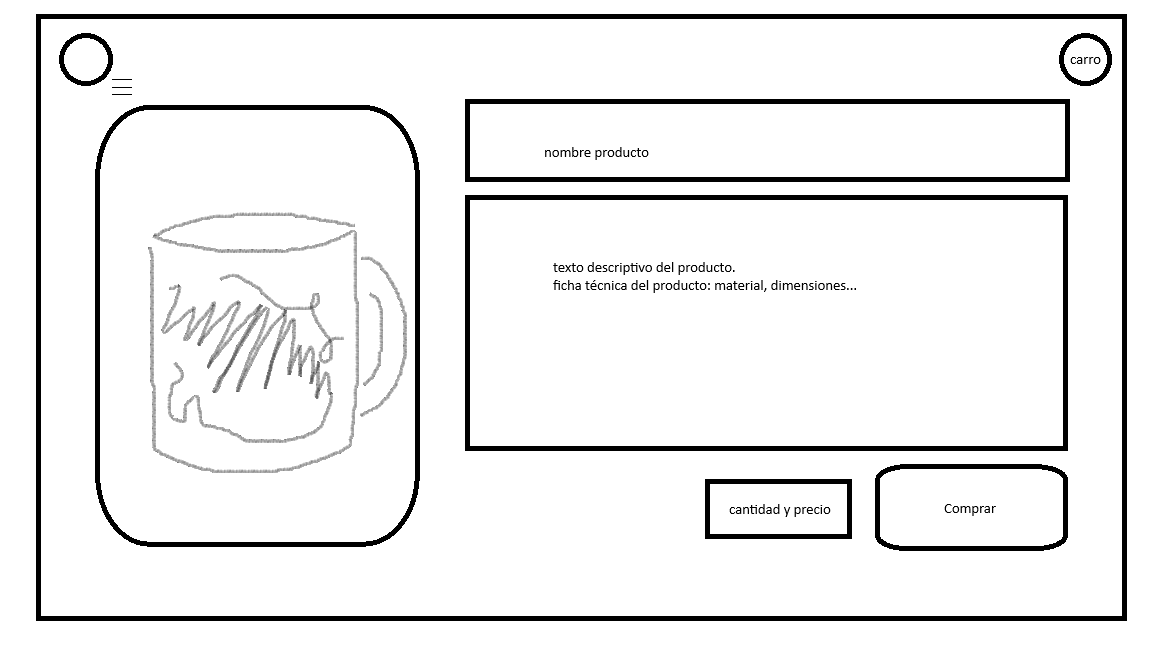 carro
nombre producto
texto descriptivo del producto.
ficha técnica del producto: material, dimensiones...
cantidad y precio
Comprar